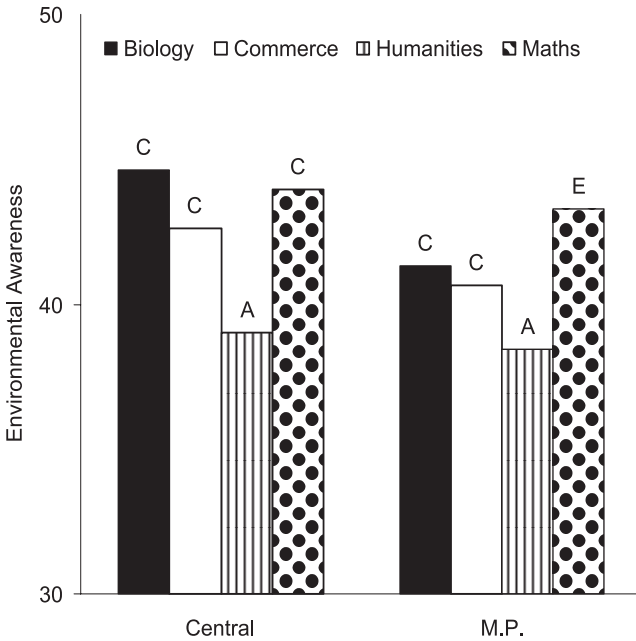 50
Biology Commerce Humanities Maths
C
C
C
A
E
C
C
A
Environmental Awareness
40
30
Central M.P.